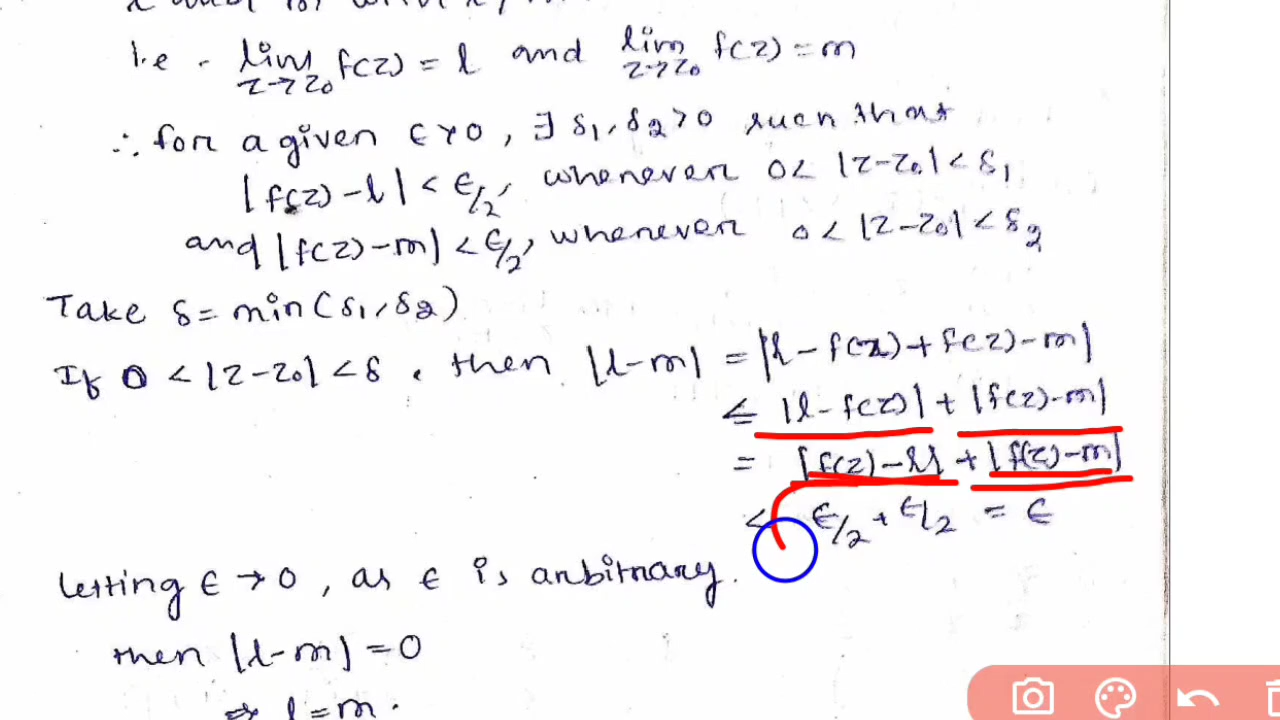 i.e. lim z→z₀ f(z) = l and lim z→z₀ f(z) = m
∴ for a given ϵ>0, ∃ δ₁, δ₂>0 such that
|f(z)-l| < ϵ/2, whenever 0< |z-z₀| < δ₁
and |f(z)-m| < ϵ/2, whenever 0 < |z-z₀| < δ₂
Take δ = min(δ₁, δ₂)
If 0 < |z-z₀| < δ, then |l-m| = |l-f(z)+f(z)-m|
≤ |l-f(z)| + |f(z)-m|
= |f(z)-l| + |f(z)-m|
< ϵ/2 + ϵ/2 = ϵ
letting ϵ → 0, as ϵ is arbitrary.
then |l-m| = 0
⇒ l = m.